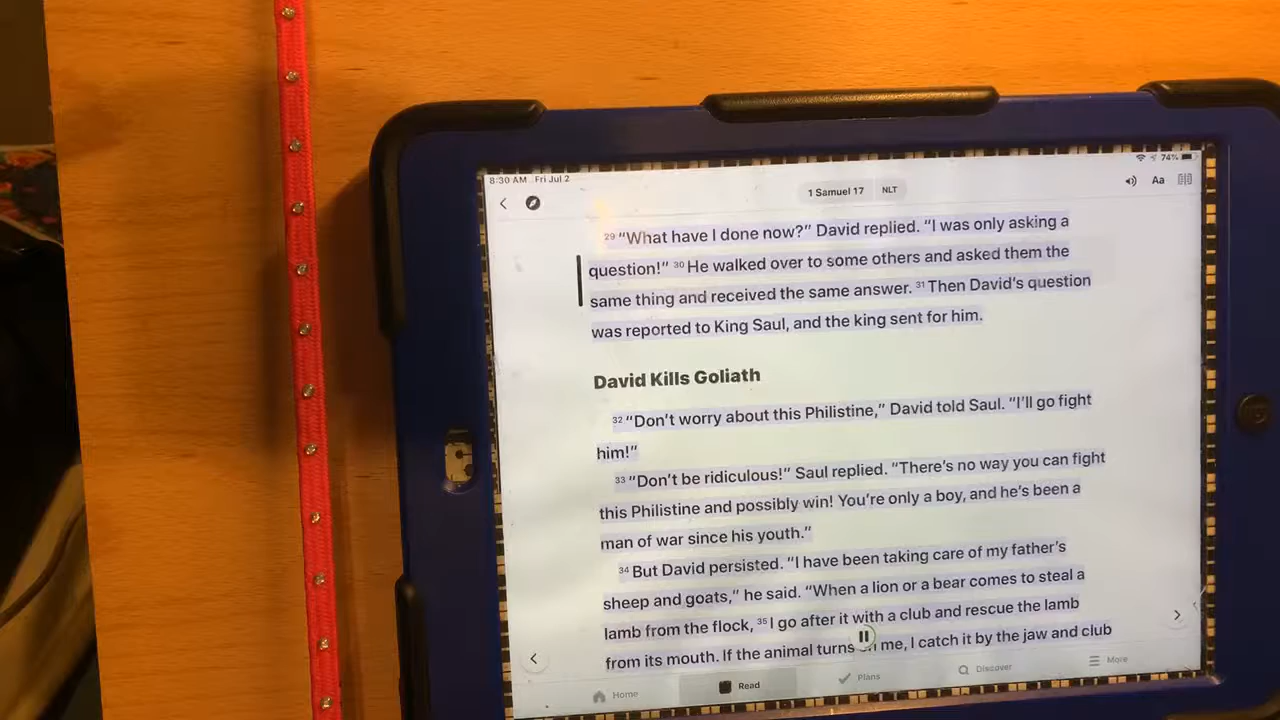 8:30 AM Fri Jul 2
74%
1 Samuel 17 NLT
Aa
29 “What have I done now?” David replied. “I was only asking a
question!” 30 He walked over to some others and asked them the
same thing and received the same answer. 31 Then David’s question
was reported to King Saul, and the king sent for him.
David Kills Goliath
32 “Don’t worry about this Philistine,” David told Saul. “I’ll go fight
him!”
33 “Don’t be ridiculous!” Saul replied. “There’s no way you can fight
this Philistine and possibly win! You’re only a boy, and he’s been a
man of war since his youth.”
34 But David persisted. “I have been taking care of my father’s
sheep and goats,” he said. “When a lion or a bear comes to steal a
lamb from the flock, 35 I go after it with a club and rescue the lamb
from its mouth. If the animal turns on me, I catch it by the jaw and club
Home Read Plans Discover More